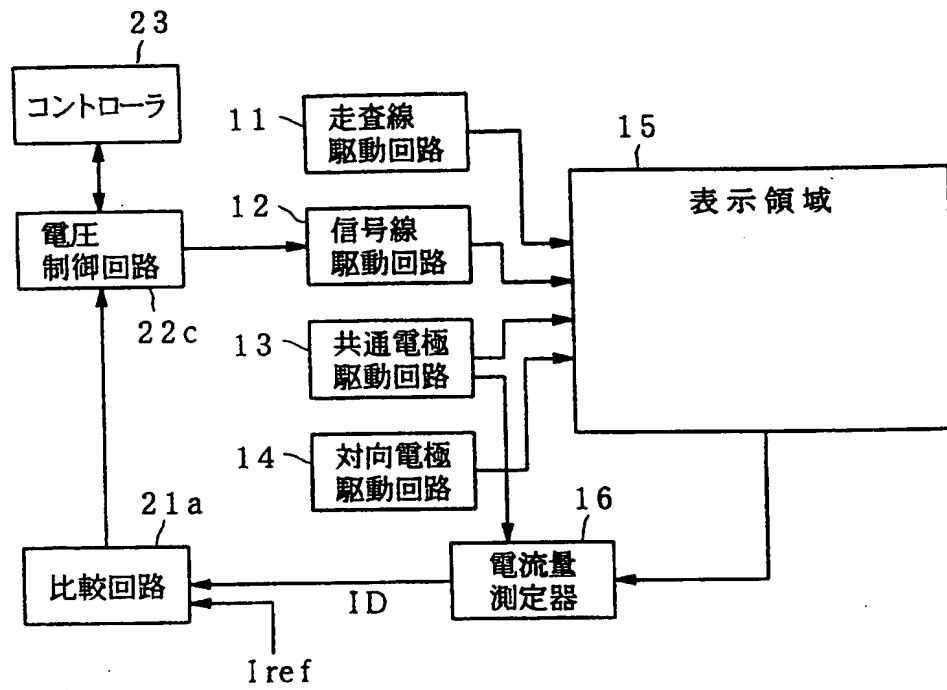 23
コントローラ
11
走査線
駆動回路
15
表示領域
12
信号線
駆動回路
電圧
制御回路
22c
13
共通電極
駆動回路
14
対向電極
駆動回路
21a
16
比較回路
電流量
測定器
ID
Iref